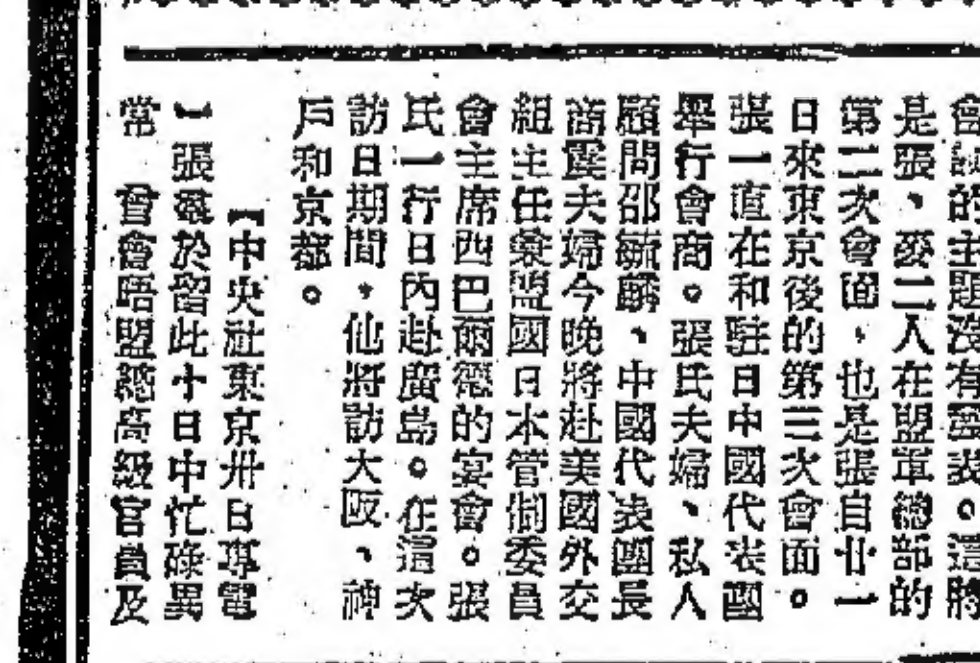 會談的主題沒有發表。這將
是張、麥二人在盟軍總部的
第二次會面，也是張自廿一
日來東京後的第三次會面。
張一直在和駐日中國代表團
舉行會商。張氏夫婦、私人
顧問邵毓麟、中國代表團長
商震夫婦今晚將赴美國外交
組主任兼盟國日本管制委員
會主席西巴爾德的宴會。張
氏一行日內赴廣島。在這次
訪日期間，他將訪大阪、神
戶和京都。
【中央社東京卅日專電
】張羣於留此十日中忙碌異
常　曾會晤盟總高級官員及